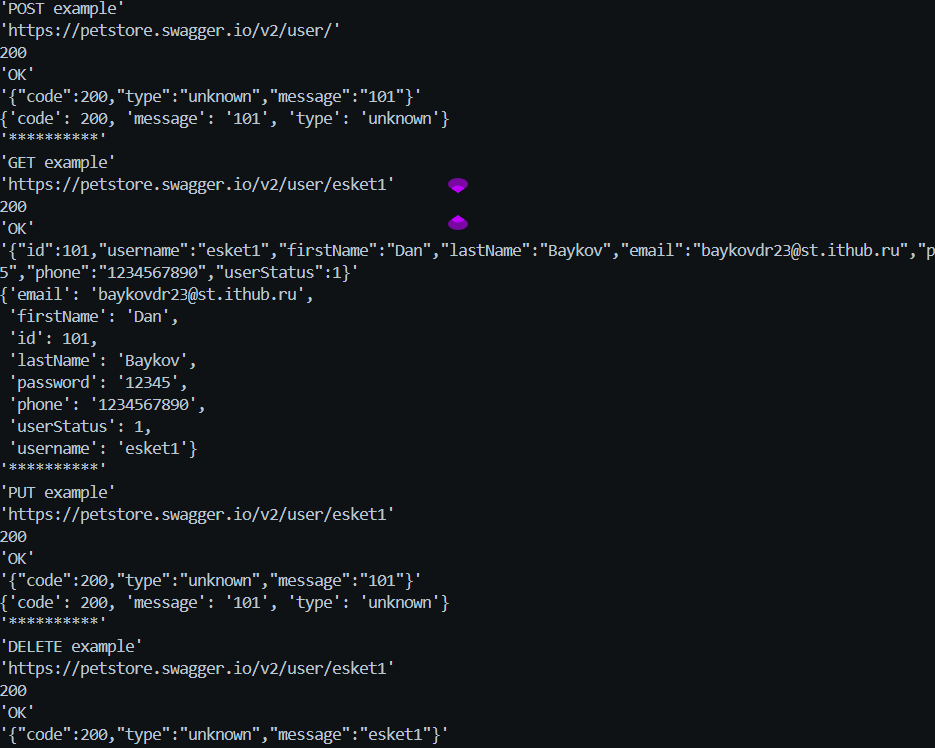 'POST example'
'https://petstore.swagger.io/v2/user/'
200
'OK'
'{"code":200,"type":"unknown","message":"101"}'
{'code': 200, 'message': '101', 'type': 'unknown'}
'**********'
'GET example'
'https://petstore.swagger.io/v2/user/esket1'
200
'OK'
'{"id":101,"username":"esket1","firstName":"Dan","lastName":"Baykov","email":"baykovdr23@st.ithub.ru","p
5","phone":"1234567890","userStatus":1}'
{'email': 'baykovdr23@st.ithub.ru',
 'firstName': 'Dan',
 'id': 101,
 'lastName': 'Baykov',
 'password': '12345',
 'phone': '1234567890',
 'userStatus': 1,
 'username': 'esket1'}
'**********'
'PUT example'
'https://petstore.swagger.io/v2/user/esket1'
200
'OK'
'{"code":200,"type":"unknown","message":"101"}'
{'code': 200, 'message': '101', 'type': 'unknown'}
'**********'
'DELETE example'
'https://petstore.swagger.io/v2/user/esket1'
200
'OK'
'{"code":200,"type":"unknown","message":"esket1"}'